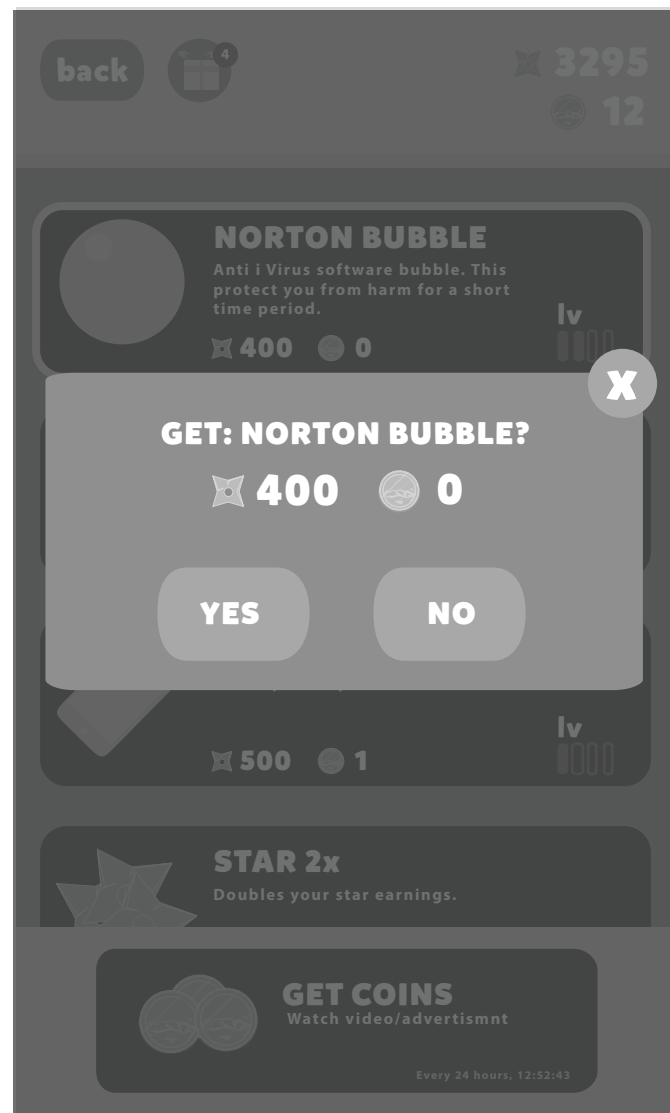 back
4
3295
12
NORTON BUBBLE
Anti i Virus software bubble. This
protect you from harm for a short
time period.
lv
400 0
X
GET: NORTON BUBBLE?
400 0
YES NO
lv
500 1
STAR 2x
Doubles your star earnings.
GET COINS
Watch video/advertismnt
Every 24 hours, 12:52:43